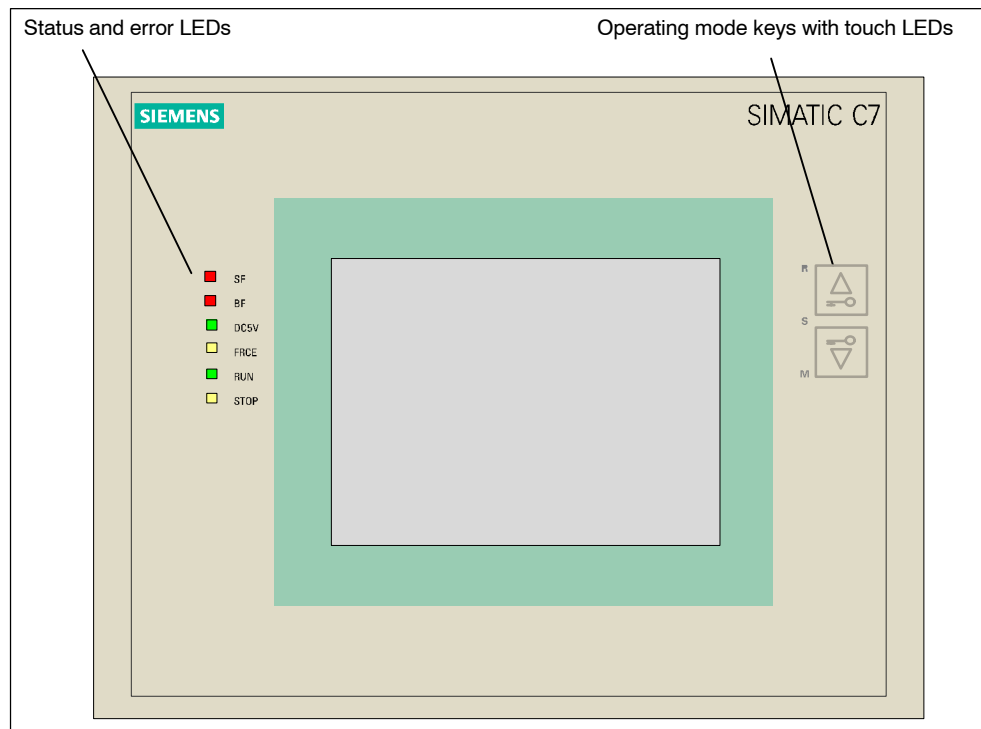 Status and error LEDs
Operating mode keys with touch LEDs
SIEMENS
SIMATIC C7
SF
BF
DC5V
FRCE
RUN
STOP
R
S
M